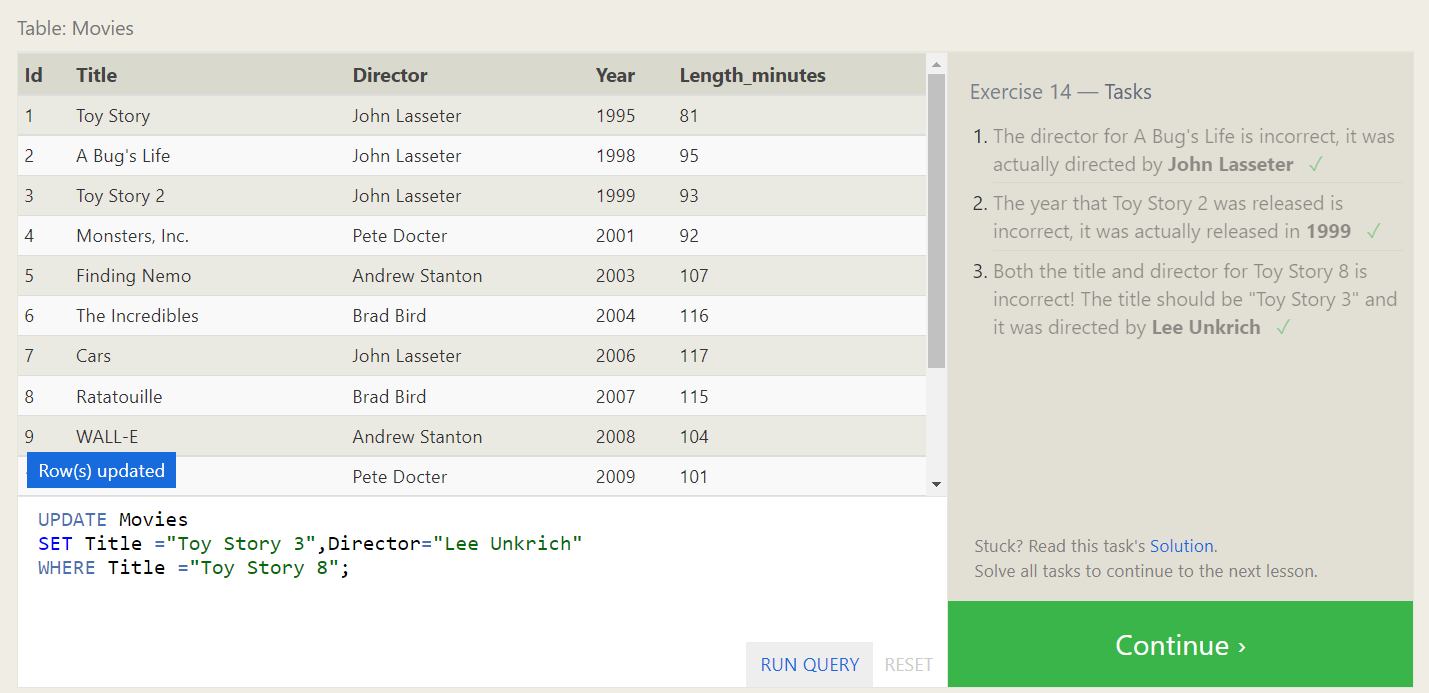 Table: Movies
Id Title Director Year Length_minutes
1 Toy Story John Lasseter 1995 81
2 A Bug's Life John Lasseter 1998 95
3 Toy Story 2 John Lasseter 1999 93
4 Monsters, Inc. Pete Docter 2001 92
5 Finding Nemo Andrew Stanton 2003 107
6 The Incredibles Brad Bird 2004 116
7 Cars John Lasseter 2006 117
8 Ratatouille Brad Bird 2007 115
9 WALL-E Andrew Stanton 2008 104
Pete Docter 2009 101
Row(s) updated
UPDATE Movies
SET Title ="Toy Story 3",Director="Lee Unkrich"
WHERE Title ="Toy Story 8";
RUN QUERY RESET
Exercise 14 — Tasks
1. The director for A Bug's Life is incorrect, it was
actually directed by John Lasseter ✓
2. The year that Toy Story 2 was released is
incorrect, it was actually released in 1999 ✓
3. Both the title and director for Toy Story 8 is
incorrect! The title should be "Toy Story 3" and
it was directed by Lee Unkrich ✓
Stuck? Read this task's Solution.
Solve all tasks to continue to the next lesson.
Continue ›